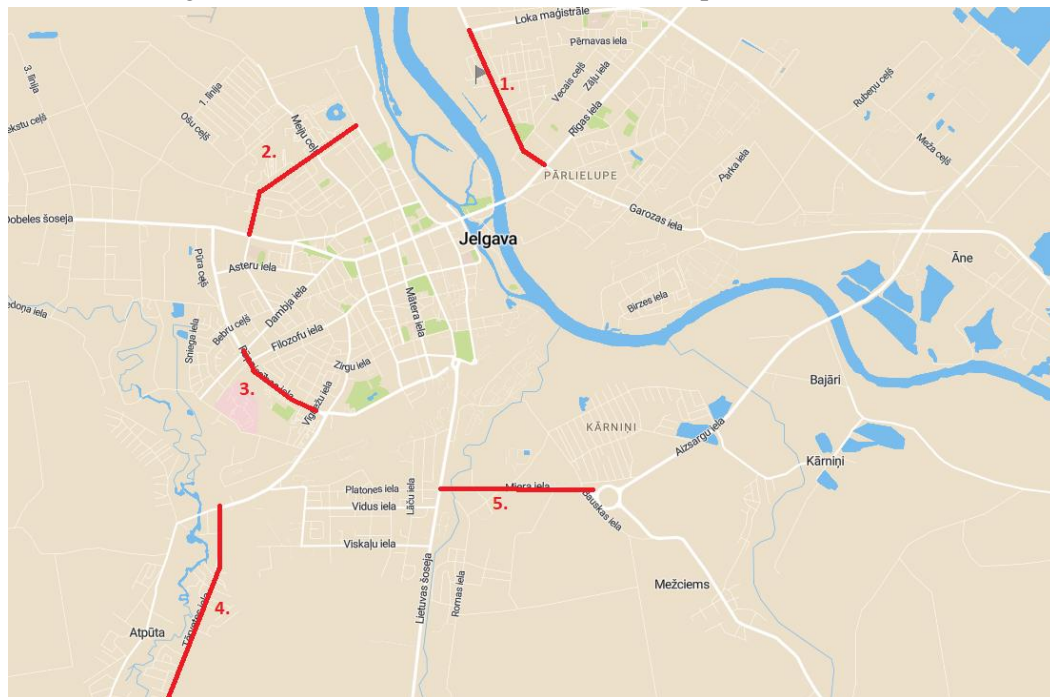 Loka maģistrāle
Pērnavas iela
3. līnija
1. līnija
Vecais ceļš
Zāļu iela
Rubeņu ceļš
1.
Rīgas iela
Ošu ceļš
Meiju ceļš
Meža ceļš
2.
PĀRLIELUPE
Parka iela
Garozas iela
Dobeles šoseja
Jelgava
Āne
Pūra ceļš
Asteru iela
Dambja iela
Mātera iela
Birzes iela
Bebru ceļš
Sniega iela
Filozofu iela
Zirgu iela
3.
Bajāri
KĀRNIŅI
Aizsargu iela
Kārniņi
Platones iela
Lāču iela
Miera iela
5.
Bauskas iela
Vidus iela
Viskaļu iela
Lietuvas šoseja
Romas iela
Mežciems
4.
Tērvetes iela
Atpūta